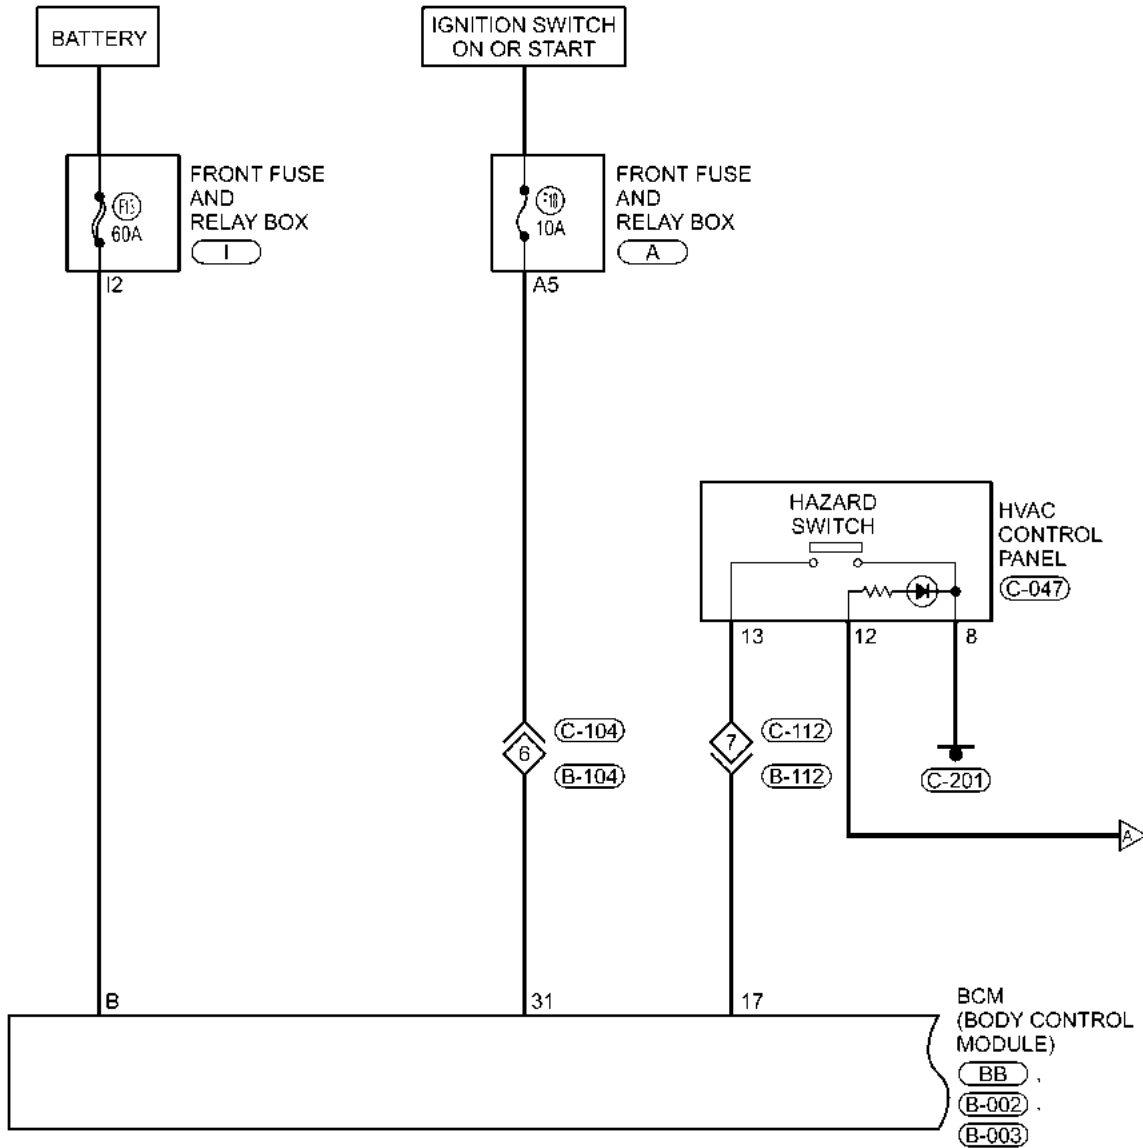 BATTERY
IGNITION SWITCH
ON OR START
FRONT FUSE
AND
RELAY BOX
I
60A
I2
FRONT FUSE
AND
RELAY BOX
A
F18
10A
A5
HAZARD
SWITCH
HVAC
CONTROL
PANEL
C-047
13
12
8
6
C-104
B-104
7
C-112
B-112
C-201
A
B
31
17
BCM
(BODY CONTROL
MODULE)
BB ,
B-002 ,
B-003